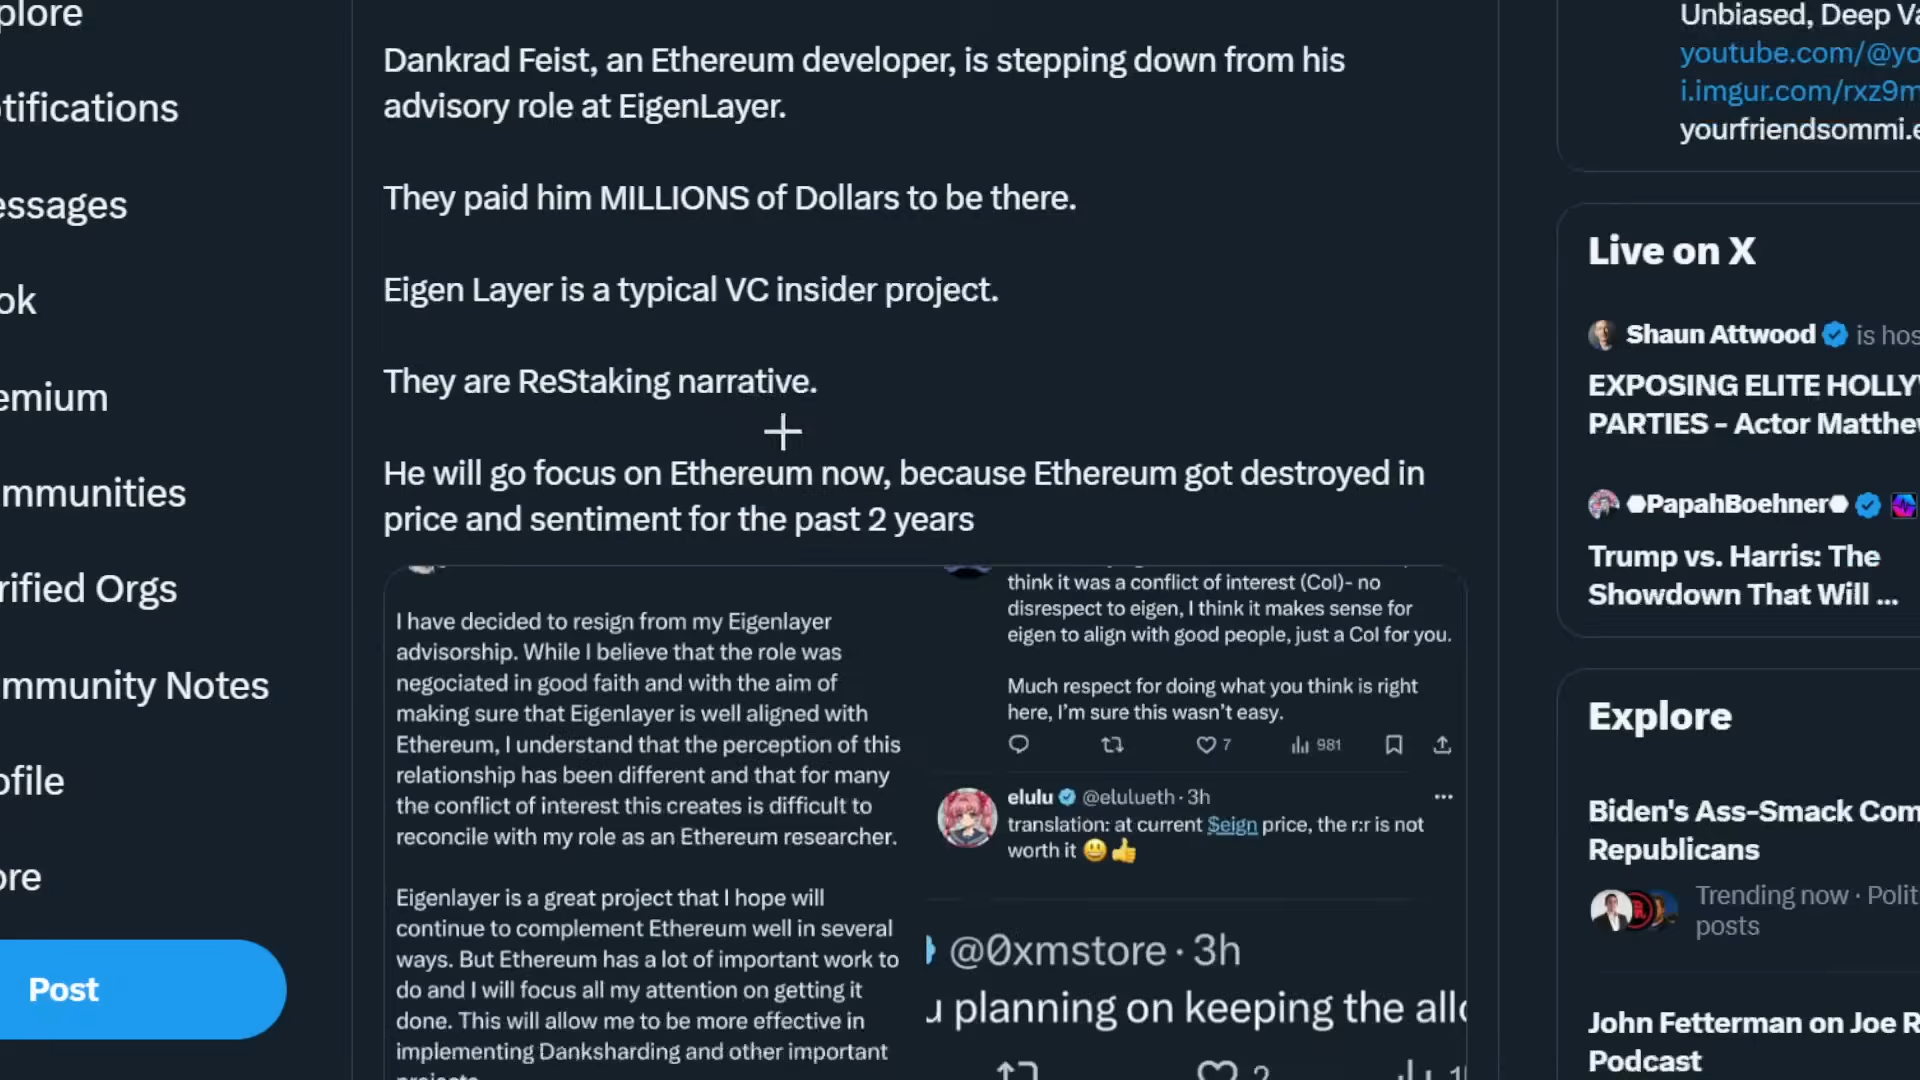 plore
tifications
essages
ok
emium
mmunities
rified Orgs
mmunity Notes
ofile
ore
Post
Dankrad Feist, an Ethereum developer, is stepping down from his
advisory role at EigenLayer.
They paid him MILLIONS of Dollars to be there.
Eigen Layer is a typical VC insider project.
They are ReStaking narrative.
He will go focus on Ethereum now, because Ethereum got destroyed in
price and sentiment for the past 2 years
I have decided to resign from my Eigenlayer
advisorship. While I believe that the role was
negociated in good faith and with the aim of
making sure that Eigenlayer is well aligned with
Ethereum, I understand that the perception of this
relationship has been different and that for many
the conflict of interest this creates is difficult to
reconcile with my role as an Ethereum researcher.
Eigenlayer is a great project that I hope will
continue to complement Ethereum well in several
ways. But Ethereum has a lot of important work to
do and I will focus all my attention on getting it
done. This will allow me to be more effective in
implementing Danksharding and other important
think it was a conflict of interest (CoI)- no
disrespect to eigen, I think it makes sense for
eigen to align with good people, just a CoI for you.
Much respect for doing what you think is right
here, I'm sure this wasn't easy.
7 981
elulu @elulueth · 3h
translation: at current $eign price, the r:r is not
worth it 😃👍
@0xmstore · 3h
u planning on keeping the allo
2
Unbiased, Deep Va
youtube.com/@yo
i.imgur.com/rxz9m
yourfriendsommi.e
Live on X
Shaun Attwood is hos
EXPOSING ELITE HOLLYW
PARTIES - Actor Matthew
PapahBoehner
Trump vs. Harris: The
Showdown That Will ...
Explore
Biden's Ass-Smack Com
Republicans
Trending now · Polit
posts
John Fetterman on Joe R
Podcast